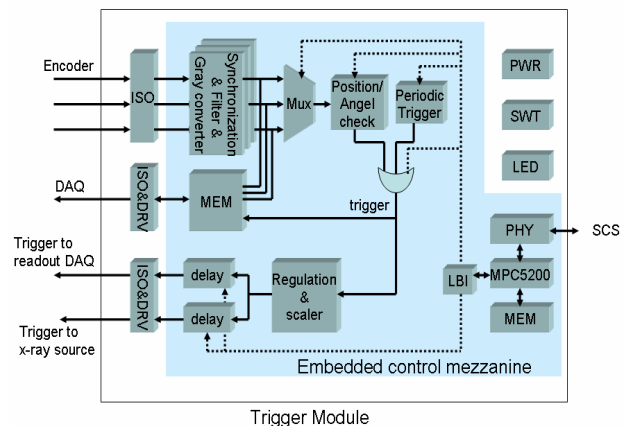 Encoder
ISO
Synchronization
& Filter &
Gray converter
Mux
Position/
Angel
check
Periodic
Trigger
PWR
SWT
LED
DAQ
ISO&DRV
MEM
trigger
Trigger to
readout DAQ
ISO&DRV
delay
delay
Regulation
&
scaler
Trigger to
x-ray source
LBI
PHY
MPC5200
MEM
SCS
Embedded control mezzanine
Trigger Module